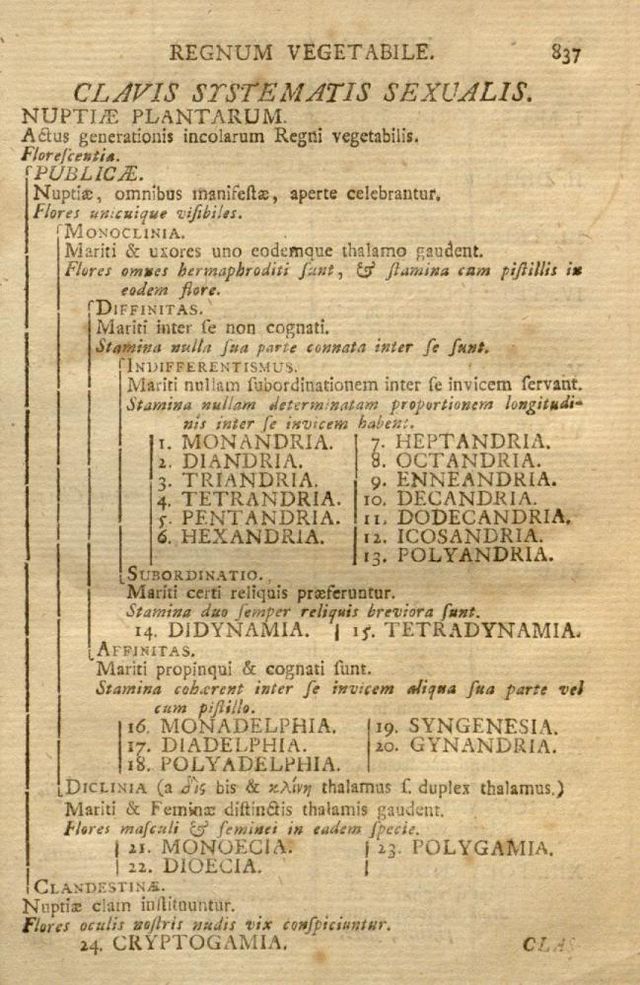 REGNUM VEGETABILE. 837
CLAVIS SYSTEMATIS SEXUALIS.
NUPTIÆ PLANTARUM.
Actus generationis incolarum Regni vegetabilis.
Floreſcentia.
PUBLICÆ.
Nuptiæ, omnibus manifeſtæ, aperte celebrantur.
Flores unicuique viſibiles.
MONOCLINIA.
Mariti & uxores uno eodemque thalamo gaudent.
Flores omnes hermaphroditi ſunt, & ſtamina cum piſtillis in
eodem flore.
DIFFINITAS.
Mariti inter ſe non cognati.
Stamina nulla ſua parte connata inter ſe ſunt.
INDIFFERENTISMUS.
Mariti nullam ſubordinationem inter ſe invicem ſervant.
Stamina nullam determinatam proportionem longitudi-
nis inter ſe invicem habent.
1. MONANDRIA. 7. HEPTANDRIA.
2. DIANDRIA. 8. OCTANDRIA.
3. TRIANDRIA. 9. ENNEANDRIA.
4. TETRANDRIA. 10. DECANDRIA.
5. PENTANDRIA. 11. DODECANDRIA.
6. HEXANDRIA. 12. ICOSANDRIA.
13. POLYANDRIA.
SUBORDINATIO.
Mariti certi reliquis præferuntur.
Stamina duo ſemper reliquis breviora ſunt.
14. DIDYNAMIA. 15. TETRADYNAMIA.
AFFINITAS.
Mariti propinqui & cognati ſunt.
Stamina cohærent inter ſe invicem aliqua ſua parte vel
cum piſtillo.
16. MONADELPHIA. 19. SYNGENESIA.
17. DIADELPHIA. 20. GYNANDRIA.
18. POLYADELPHIA.
DICLINIA (a δὶς bis & κλίνη thalamus ſ. duplex thalamus.)
Mariti & Feminæ diſtinctis thalamis gaudent.
Flores maſculi & feminei in eadem ſpecie.
21. MONOECIA. 23. POLYGAMIA.
22. DIOECIA.
CLANDESTINÆ.
Nuptiæ clam inſtituuntur.
Flores oculis noſtris nudis vix conſpiciuntur.
24. CRYPTOGAMIA. CLAS